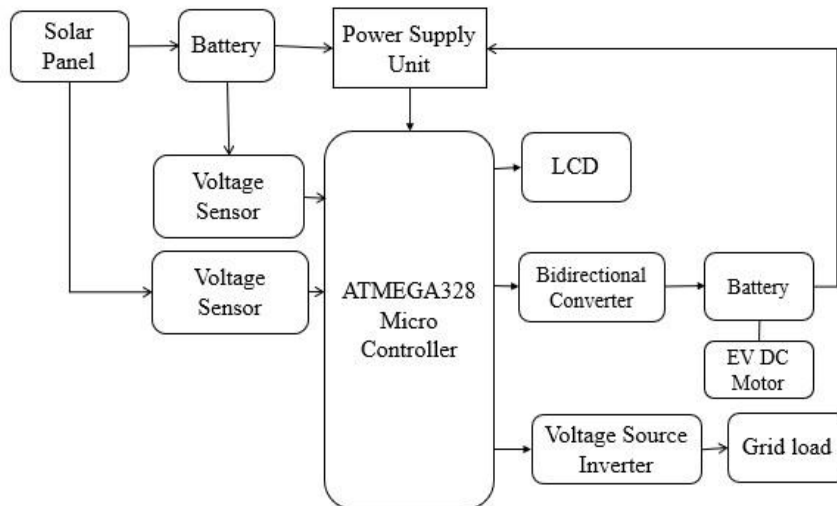 Solar
Panel
Battery
Power Supply
Unit
Voltage
Sensor
LCD
Voltage
Sensor
ATMEGA328
Micro
Controller
Bidirectional
Converter
Battery
EV DC
Motor
Voltage Source
Inverter
Grid load